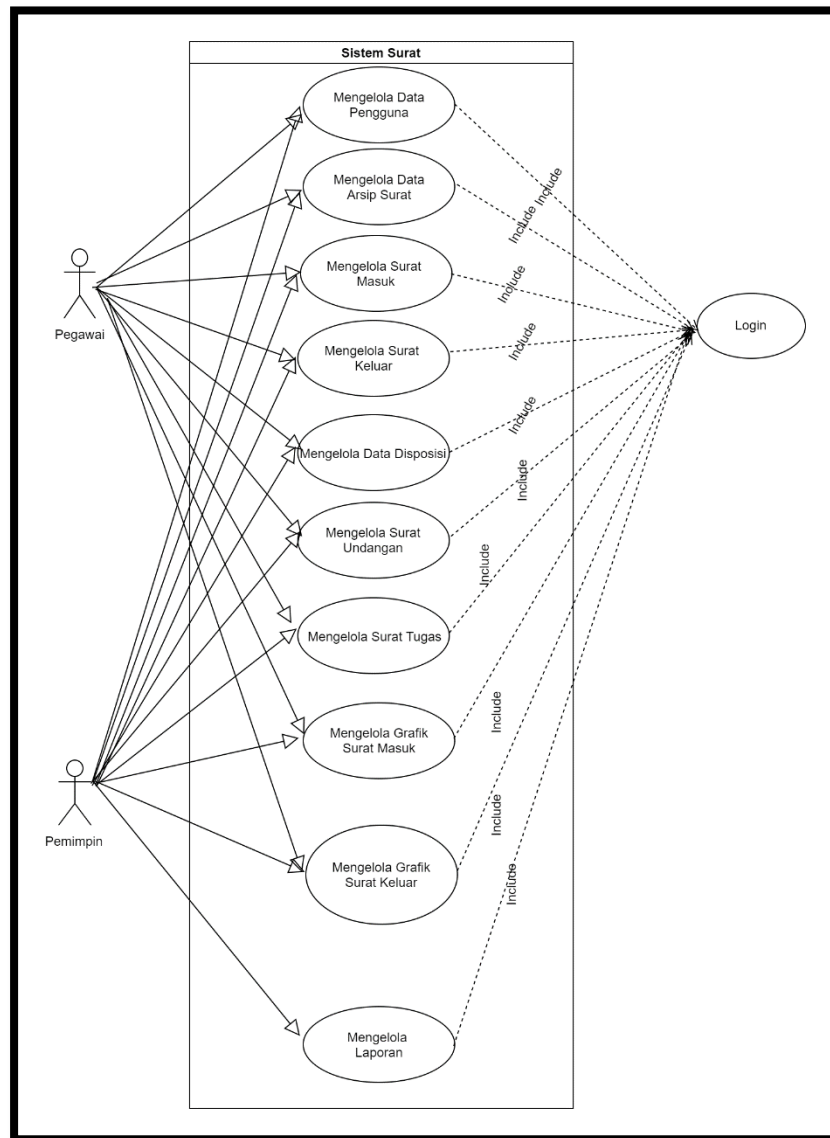 Sistem Surat
Mengelola Data
Pengguna
Mengelola Data
Arsip Surat
Mengelola Surat
Masuk
Mengelola Surat
Keluar
Mengelola Data Disposisi
Mengelola Surat
Undangan
Mengelola Surat Tugas
Mengelola Grafik
Surat Masuk
Mengelola Grafik
Surat Keluar
Mengelola
Laporan
Pegawai
Pemimpin
Include
Include
Include
Include
Include
Include
Include
Include
Include
Include
Login